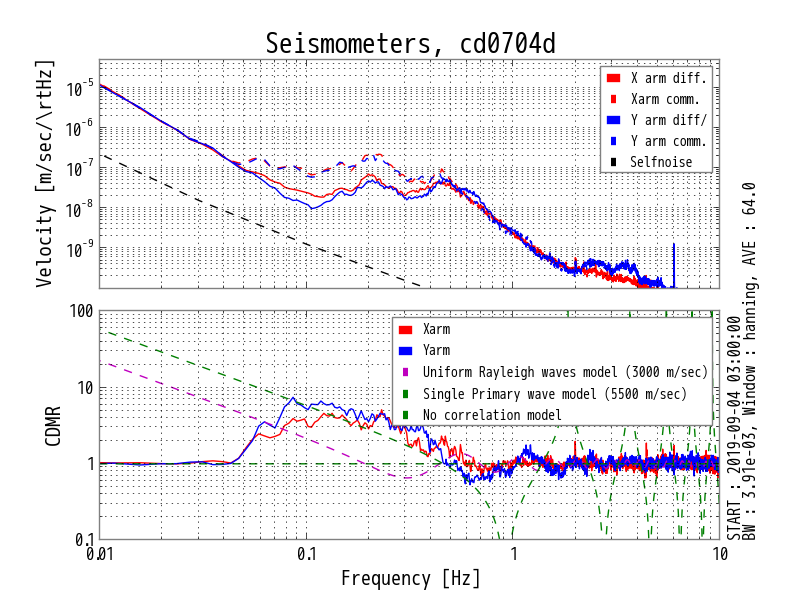 Seismometers, cd0704d
Velocity [m/sec/\rtHz]
10^-5
10^-6
10^-7
10^-8
10^-9
X arm diff.
Xarm comm.
Y arm diff/
Y arm comm.
Selfnoise
CDMR
100
10
1
0.1
Xarm
Yarm
Uniform Rayleigh waves model (3000 m/sec)
Single Primary wave model (5500 m/sec)
No correlation model
0.01
0.1
1
10
Frequency [Hz]
START : 2019-09-04 03:00:00
BW : 3.91e-03, Window : hanning, AVE : 64.0